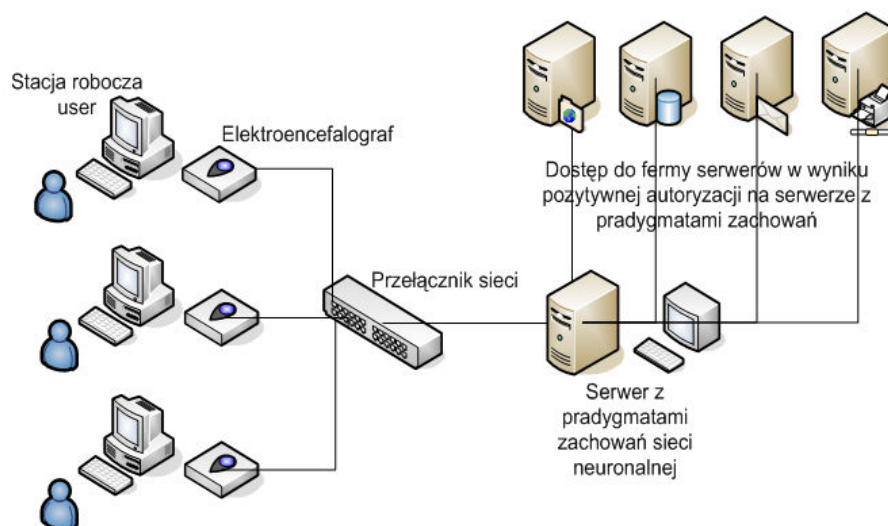 Stacja robocza
user
Elektroencefalograf
Dostęp do fermy serwerów w wyniku
pozytywnej autoryzacji na serwerze z
pradygmatami zachowań
Przełącznik sieci
Serwer z
pradygmatami
zachowań sieci
neuronalnej